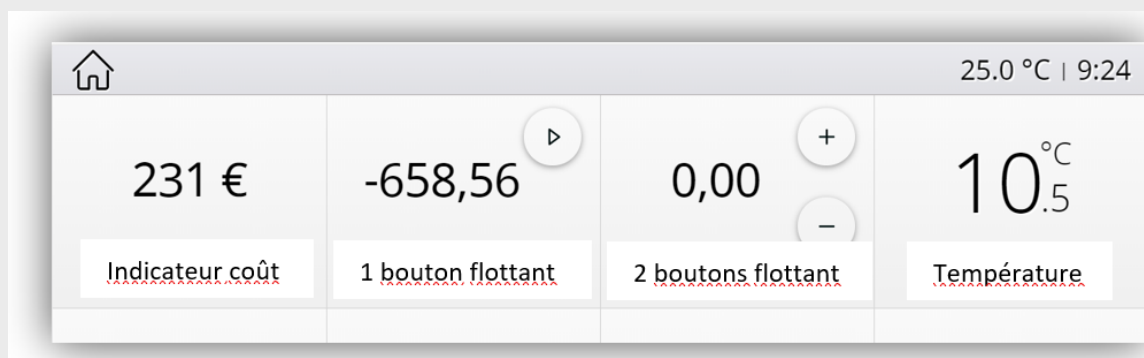 25.0 °C | 9:24
231 €
-658,56
0,00
+
−
10.5 °C
Indicateur coût
1 bouton flottant
2 boutons flottant
Température